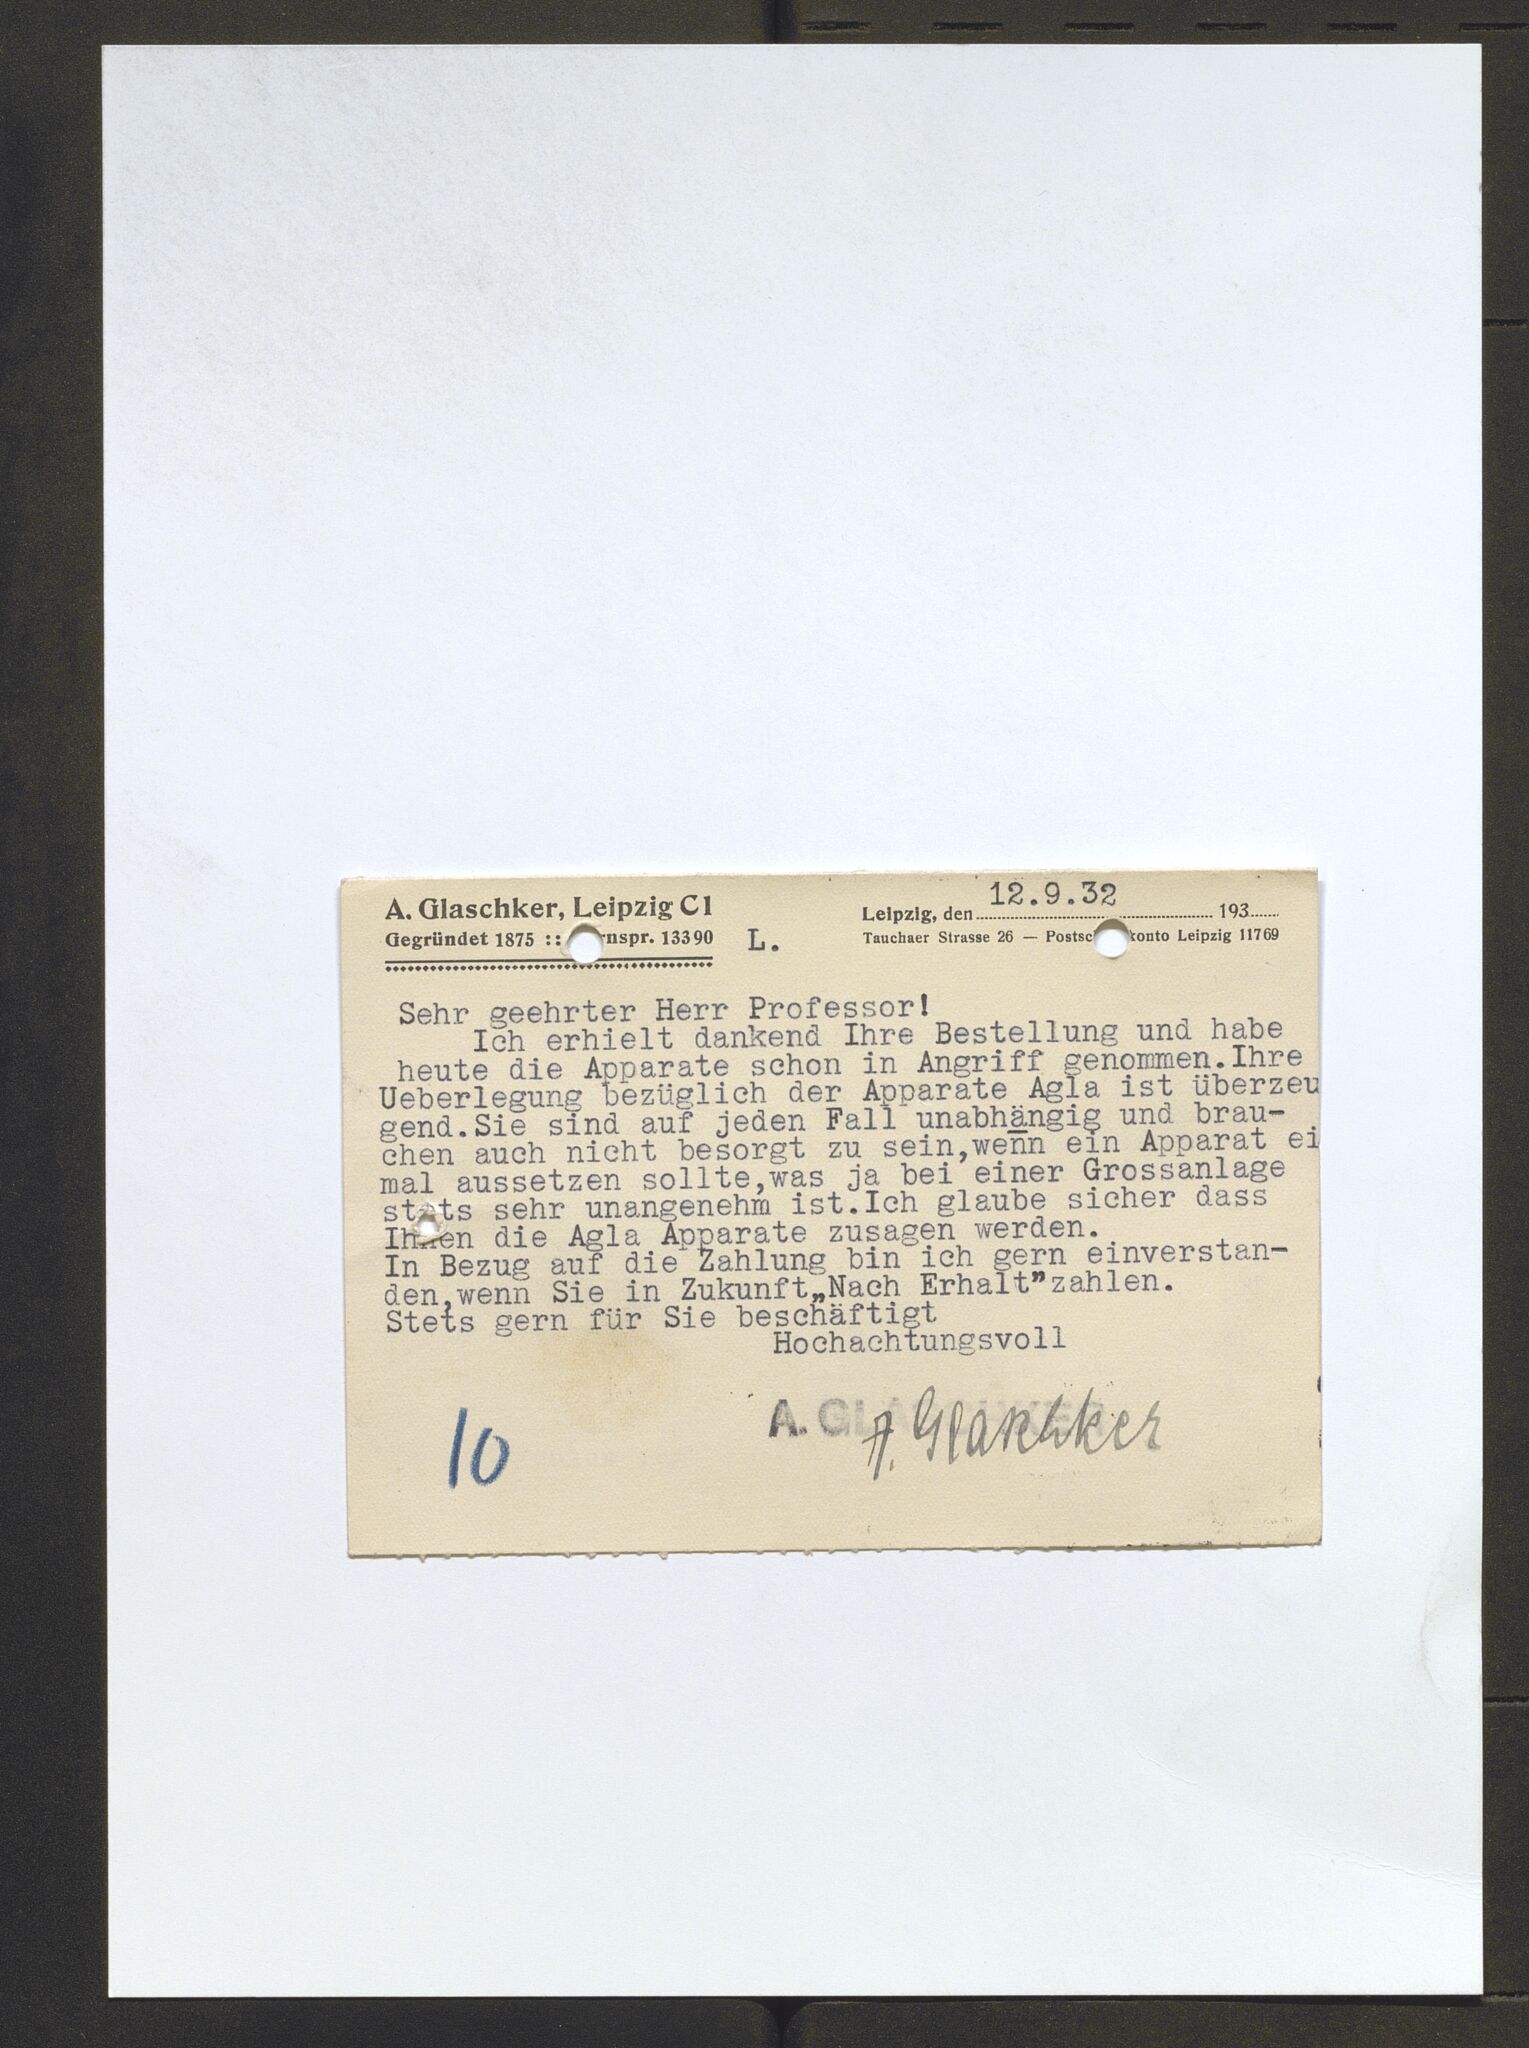 A. Glaschker, Leipzig C1
Gegründet 1875 :: rnspr. 13390
L.
12.9.32
Leipzig, den 193
Tauchaer Strasse 26 — Postsc konto Leipzig 11769
Sehr geehrter Herr Professor!
Ich erhielt dankend Ihre Bestellung und habe
heute die Apparate schon in Angriff genommen.Ihre
Ueberlegung bezüglich der Apparate Agla ist überzeu
gend.Sie sind auf jeden Fall unabhängig und brau-
chen auch nicht besorgt zu sein,wenn ein Apparat ei
mal aussetzen sollte,was ja bei einer Grossanlage
stets sehr unangenehm ist.Ich glaube sicher dass
Ihnen die Agla Apparate zusagen werden.
In Bezug auf die Zahlung bin ich gern einverstan-
den,wenn Sie in Zukunft„Nach Erhalt"zahlen.
Stets gern für Sie beschäftigt
Hochachtungsvoll
A. Glaschker
10